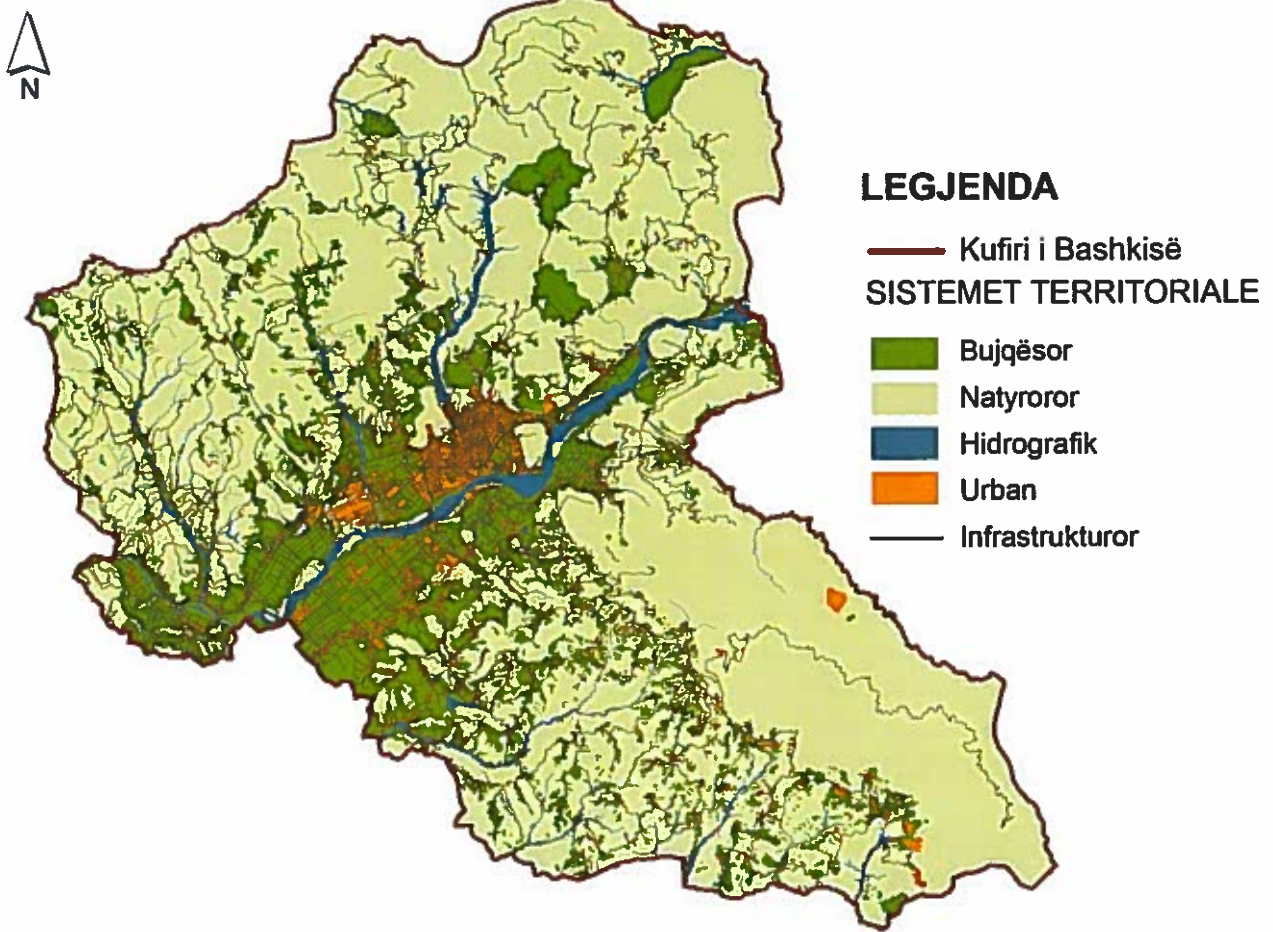 N
LEGJENDA
Kufiri i Bashkisë
SISTEMET TERRITORIALE
Bujqësor
Natyroror
Hidrografik
Urban
Infrastrukturor